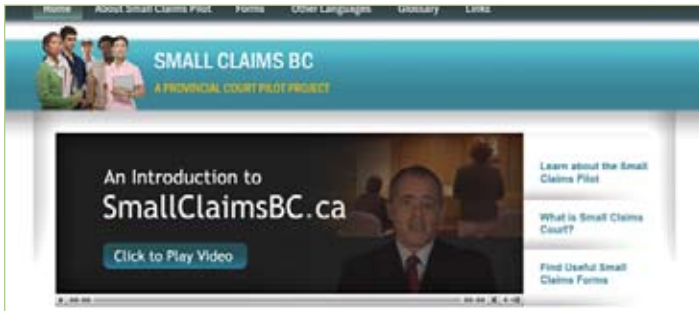 Home About Small Claims Pilot Forms Other Languages Glossary Links
SMALL CLAIMS BC
A PROVINCIAL COURT PILOT PROJECT
An Introduction to
SmallClaimsBC.ca
Click to Play Video
Learn about the Small
Claims Pilot
What is Small Claims
Court?
Find Useful Small
Claims Forms